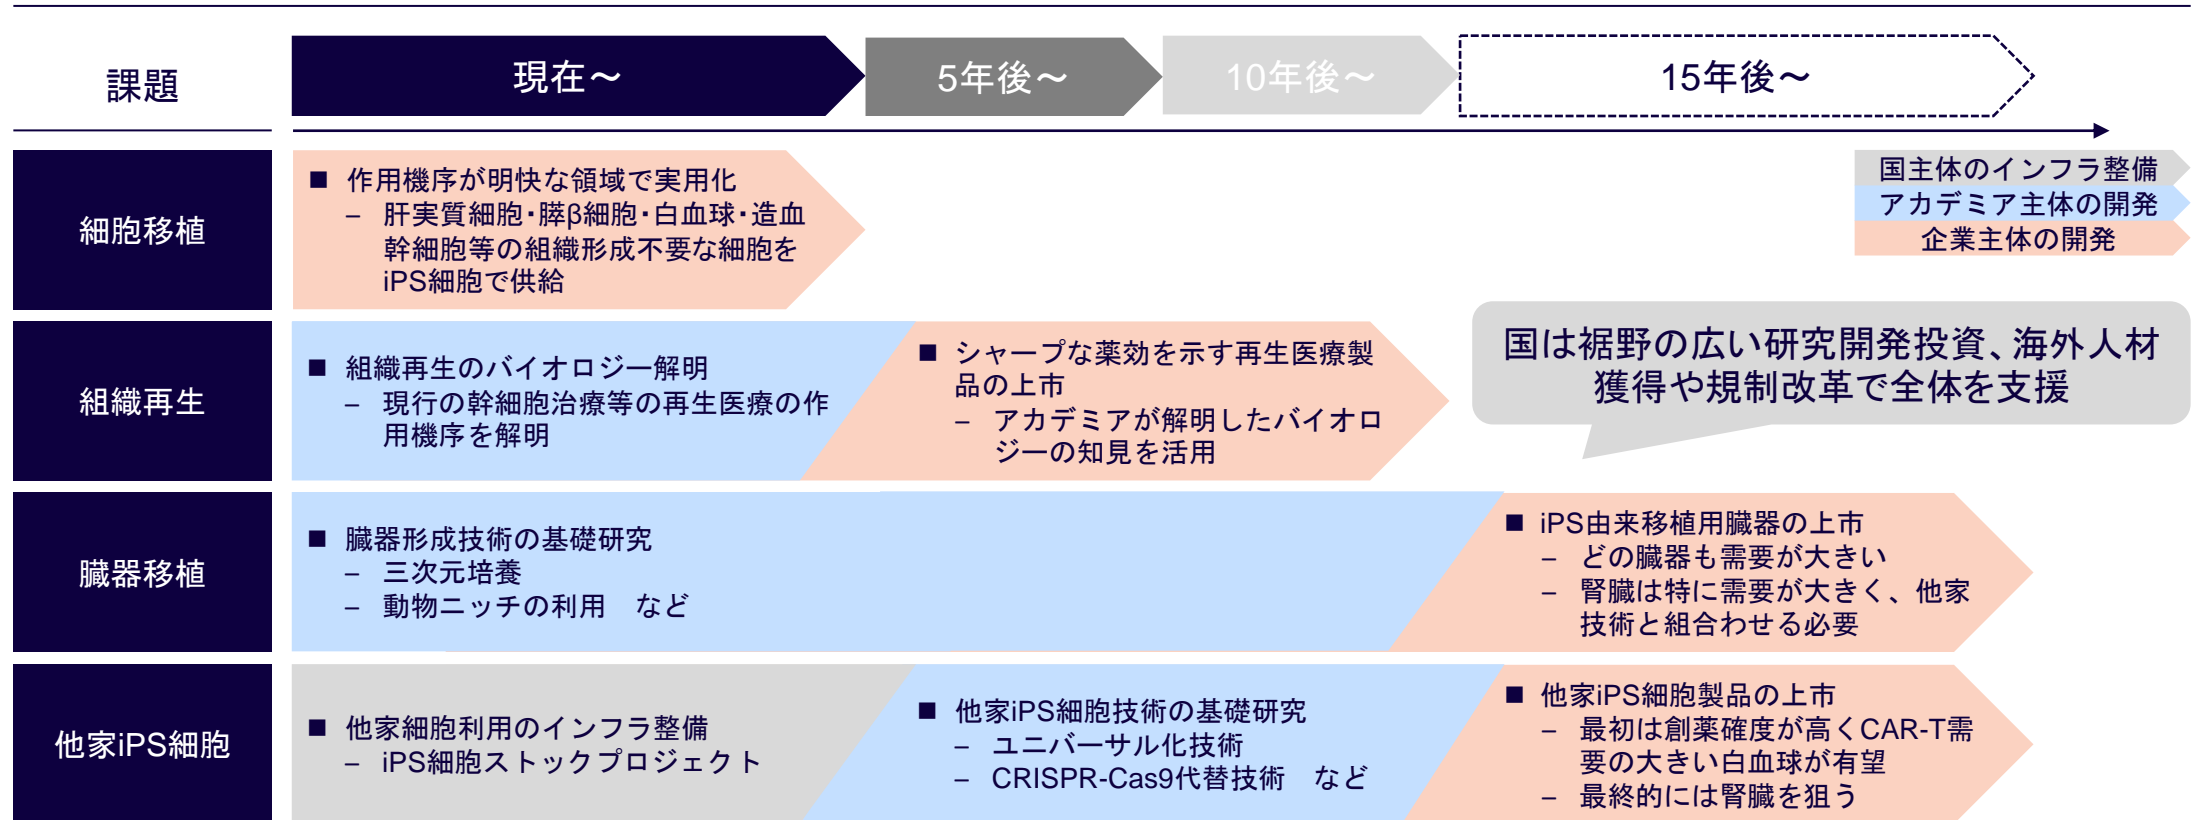 課題
現在～
5年後～
10年後～
15年後～
国主体のインフラ整備
アカデミア主体の開発
企業主体の開発
細胞移植
■ 作用機序が明快な領域で実用化
– 肝実質細胞・膵β細胞・白血球・造血
幹細胞等の組織形成不要な細胞を
iPS細胞で供給
国は裾野の広い研究開発投資、海外人材
獲得や規制改革で全体を支援
組織再生
■ 組織再生のバイオロジー解明
– 現行の幹細胞治療等の再生医療の作
用機序を解明
■ シャープな薬効を示す再生医療製
品の上市
– アカデミアが解明したバイオロ
ジーの知見を活用
臓器移植
■ 臓器形成技術の基礎研究
– 三次元培養
– 動物ニッチの利用　など
■ iPS由来移植用臓器の上市
– どの臓器も需要が大きい
– 腎臓は特に需要が大きく、他家
技術と組合わせる必要
他家iPS細胞
■ 他家細胞利用のインフラ整備
– iPS細胞ストックプロジェクト
■ 他家iPS細胞技術の基礎研究
– ユニバーサル化技術
– CRISPR-Cas9代替技術　など
■ 他家iPS細胞製品の上市
– 最初は創薬確度が高くCAR-T需
要の大きい白血球が有望
– 最終的には腎臓を狙う